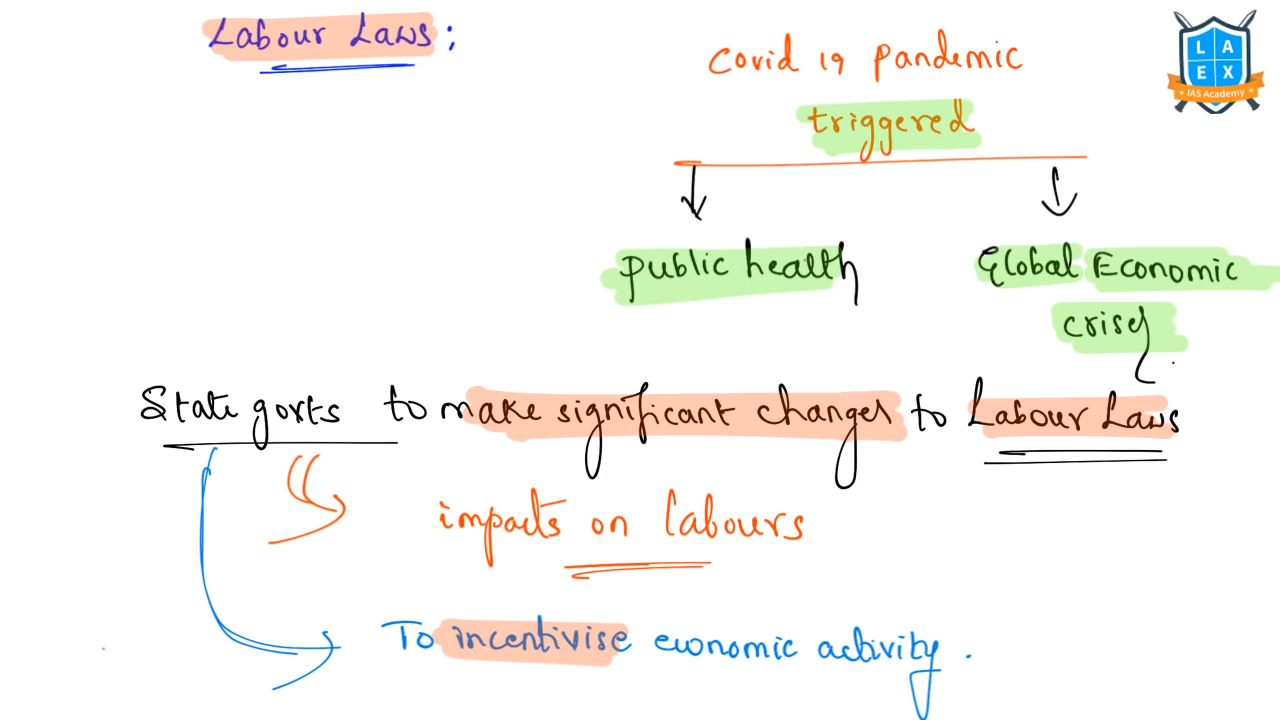 Labour Laws;
Covid 19 pandemic
triggered
public health
Global Economic
crises
State govts to make significant changes to Labour Laws
impacts on labours
To incentivise economic activity.
L A
E X
IAS Academy